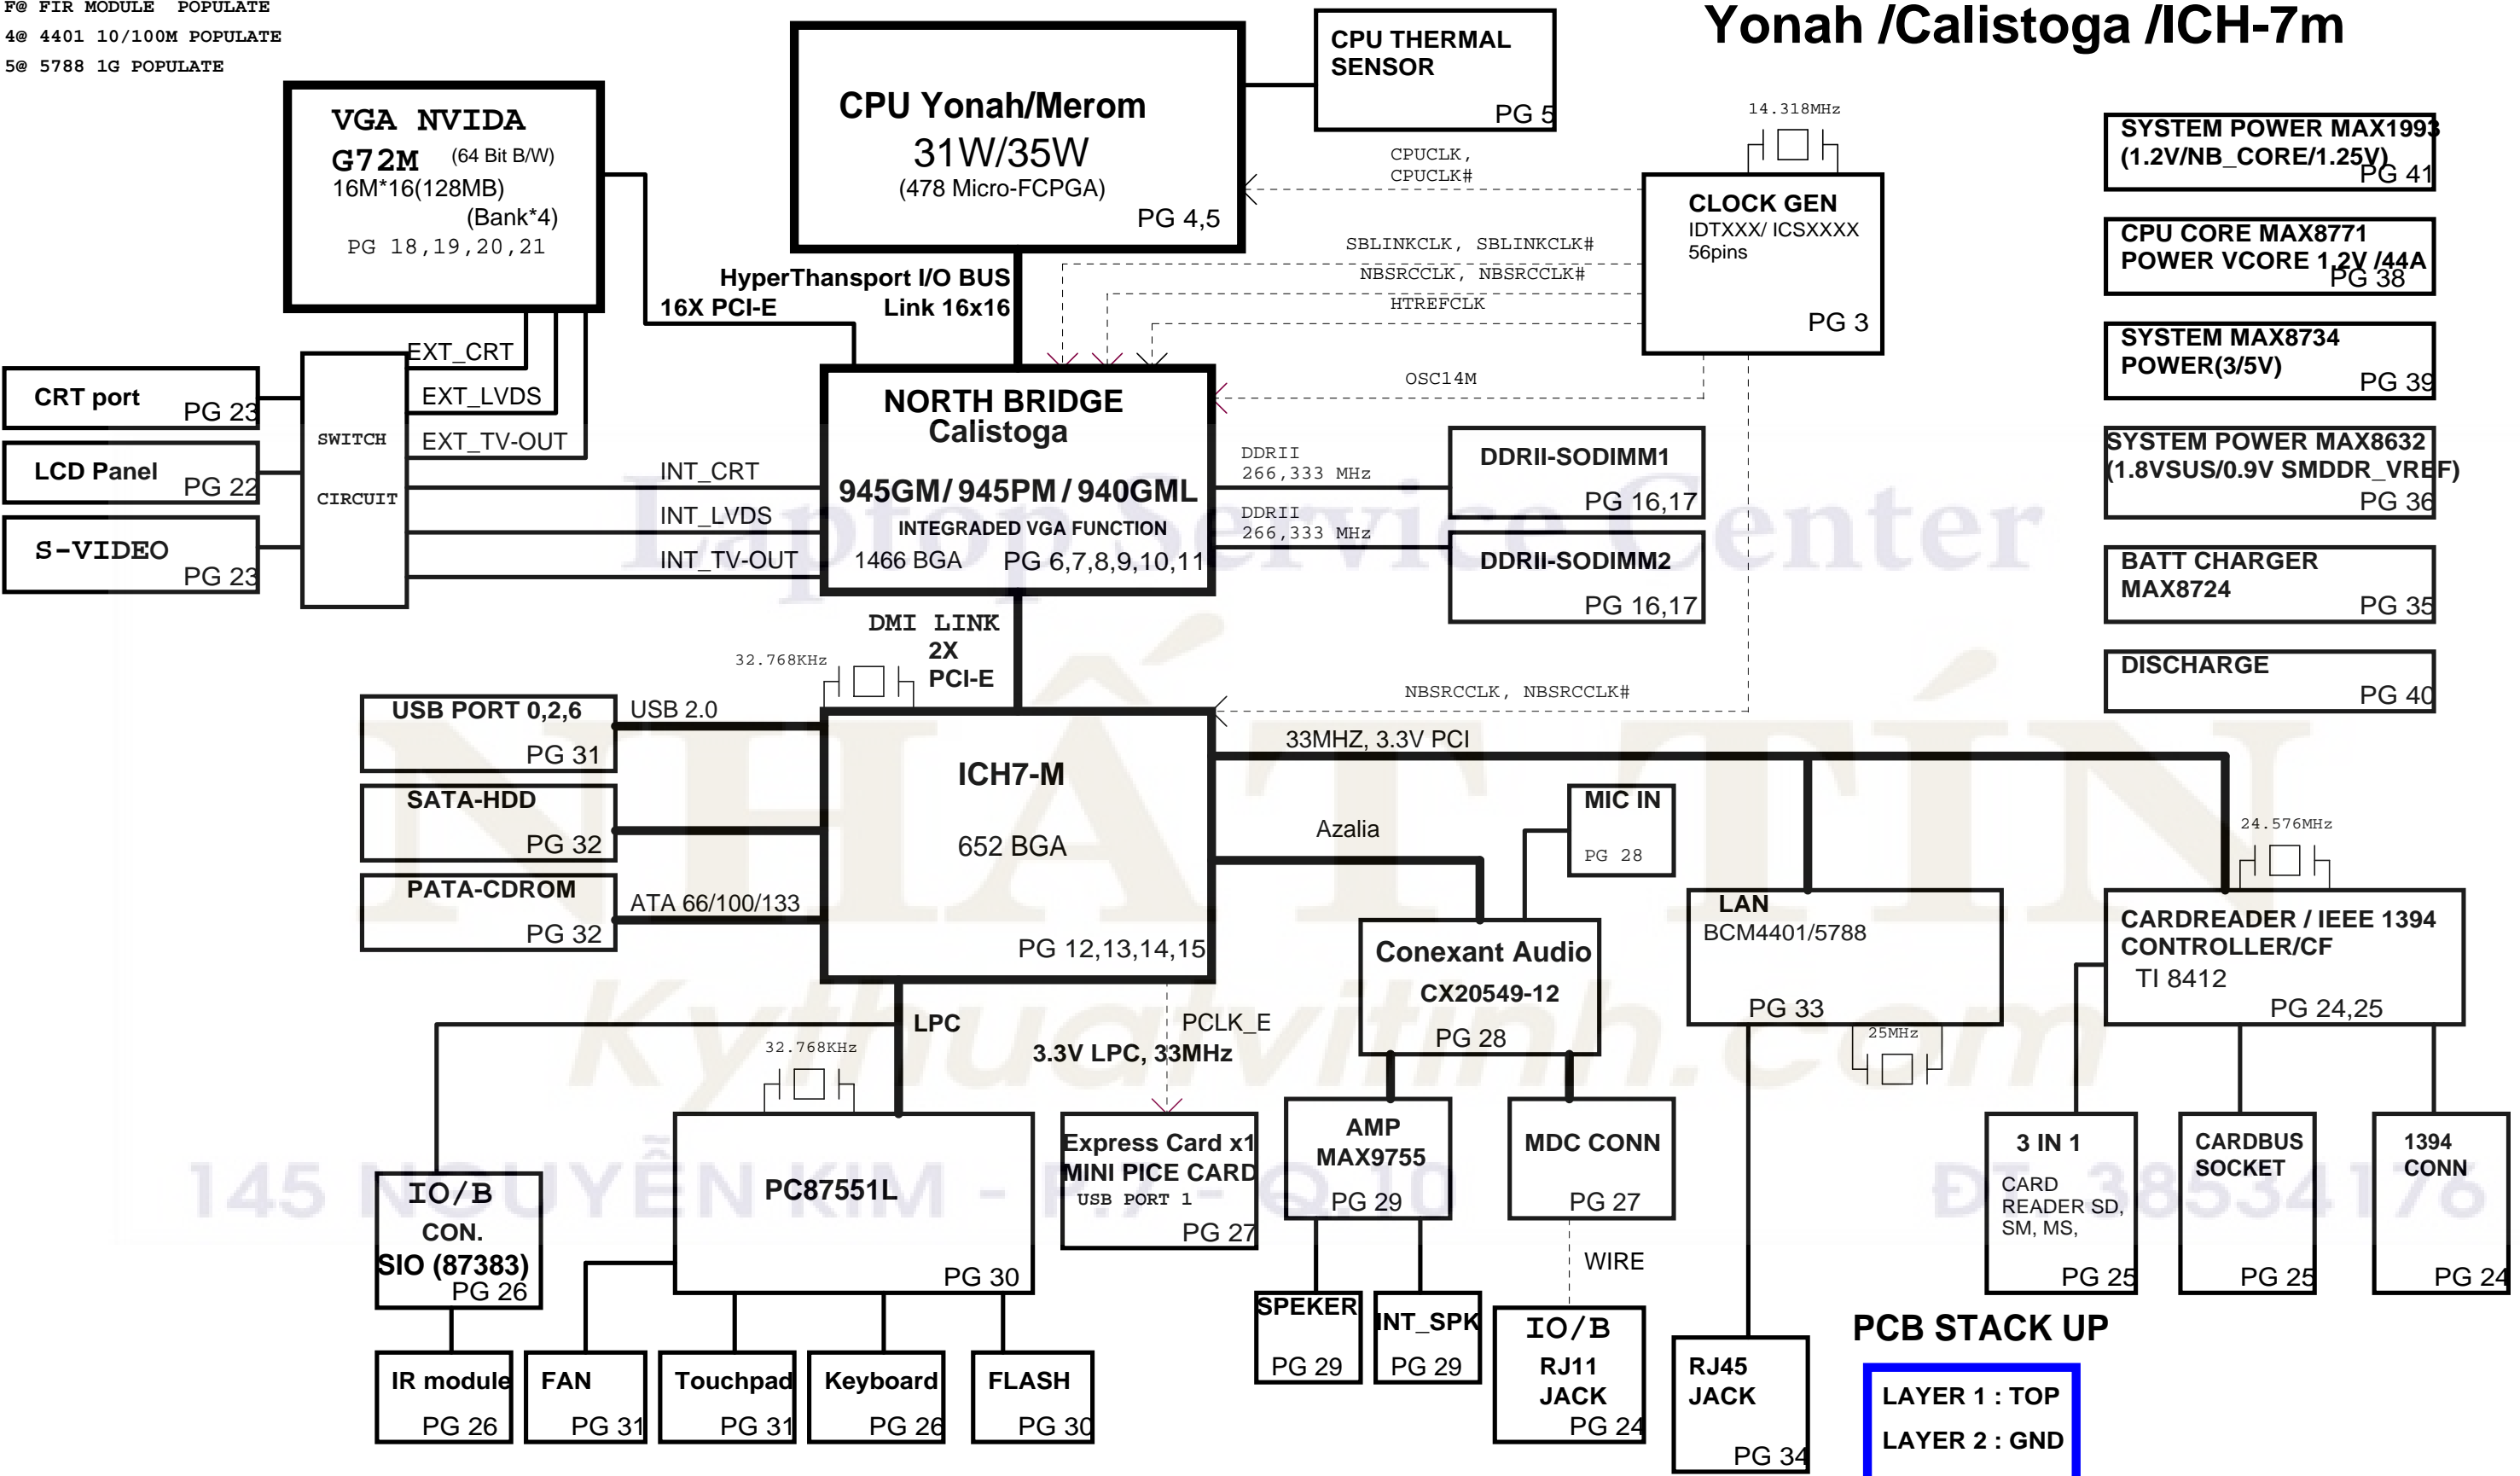 F@ FIR MODULE POPULATE
4@ 4401 10/100M POPULATE
5@ 5788 1G POPULATE
Yonah /Calistoga /ICH-7m
VGA NVIDA
G72M (64 Bit B/W)
16M*16(128MB)
(Bank*4)
PG 18,19,20,21
CPU Yonah/Merom
31W/35W
(478 Micro-FCPGA)
PG 4,5
CPU THERMAL
SENSOR
PG 5
14.318MHz
CPUCLK,
CPUCLK#
SBLINKCLK, SBLINKCLK#
NBSRCCLK, NBSRCCLK#
HTREFCLK
OSC14M
CLOCK GEN
IDTXXX/ ICSXXXX
56pins
PG 3
SYSTEM POWER MAX1993
(1.2V/NB_CORE/1.25V)
PG 41
CPU CORE MAX8771
POWER VCORE 1,2V /44A
PG 38
SYSTEM MAX8734
POWER(3/5V)
PG 39
SYSTEM POWER MAX8632
(1.8VSUS/0.9V SMDDR_VREF)
PG 36
BATT CHARGER
MAX8724
PG 35
DISCHARGE
PG 40
HyperThansport I/O BUS
16X PCI-E
Link 16x16
EXT_CRT
EXT_LVDS
EXT_TV-OUT
CRT port
PG 23
LCD Panel
PG 22
S-VIDEO
PG 23
SWITCH
CIRCUIT
INT_CRT
INT_LVDS
INT_TV-OUT
NORTH BRIDGE
Calistoga
945GM/ 945PM / 940GML
INTEGRADED VGA FUNCTION
1466 BGA PG 6,7,8,9,10,11
DDRII
266,333 MHz
DDRII
266,333 MHz
DDRII-SODIMM1
PG 16,17
DDRII-SODIMM2
PG 16,17
Laptop Service Center
DMI LINK
2X
PCI-E
32.768KHz
NBSRCCLK, NBSRCCLK#
USB PORT 0,2,6
PG 31
USB 2.0
SATA-HDD
PG 32
PATA-CDROM
PG 32
ATA 66/100/133
ICH7-M
652 BGA
PG 12,13,14,15
33MHZ, 3.3V PCI
Azalia
MIC IN
PG 28
24.576MHz
NHẤT TÍN
Conexant Audio
CX20549-12
PG 28
LAN
BCM4401/5788
PG 33
25MHz
CARDREADER / IEEE 1394
CONTROLLER/CF
TI 8412
PG 24,25
Kythuatvitinh.com
LPC
PCLK_E
3.3V LPC, 33MHz
32.768KHz
PC87551L
PG 30
Express Card x1
MINI PICE CARD
USB PORT 1
PG 27
AMP
MAX9755
PG 29
MDC CONN
PG 27
WIRE
3 IN 1
CARD
READER SD,
SM, MS,
PG 25
CARDBUS
SOCKET
PG 25
1394
CONN
PG 24
145 NGUYỄN KIM - P.7 - Q.10
ĐT 38534176
IO/B
CON.
SIO (87383)
PG 26
IR module
PG 26
FAN
PG 31
Touchpad
PG 31
Keyboard
PG 26
FLASH
PG 30
SPEKER
PG 29
INT_SPK
PG 29
IO/B
RJ11
JACK
PG 24
RJ45
JACK
PG 34
PCB STACK UP
LAYER 1 : TOP
LAYER 2 : GND